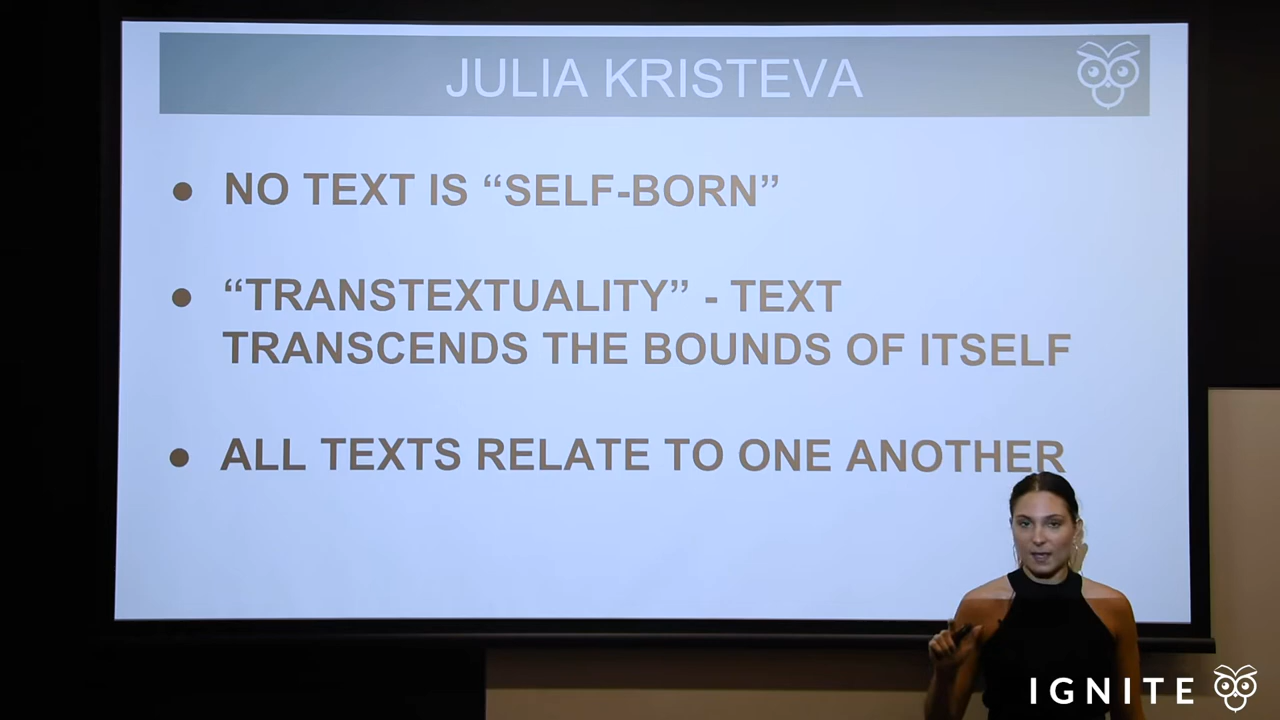 JULIA KRISTEVA
● NO TEXT IS “SELF-BORN”
● “TRANSTEXTUALITY” - TEXT
TRANSCENDS THE BOUNDS OF ITSELF
● ALL TEXTS RELATE TO ONE ANOTHER
IGNITE